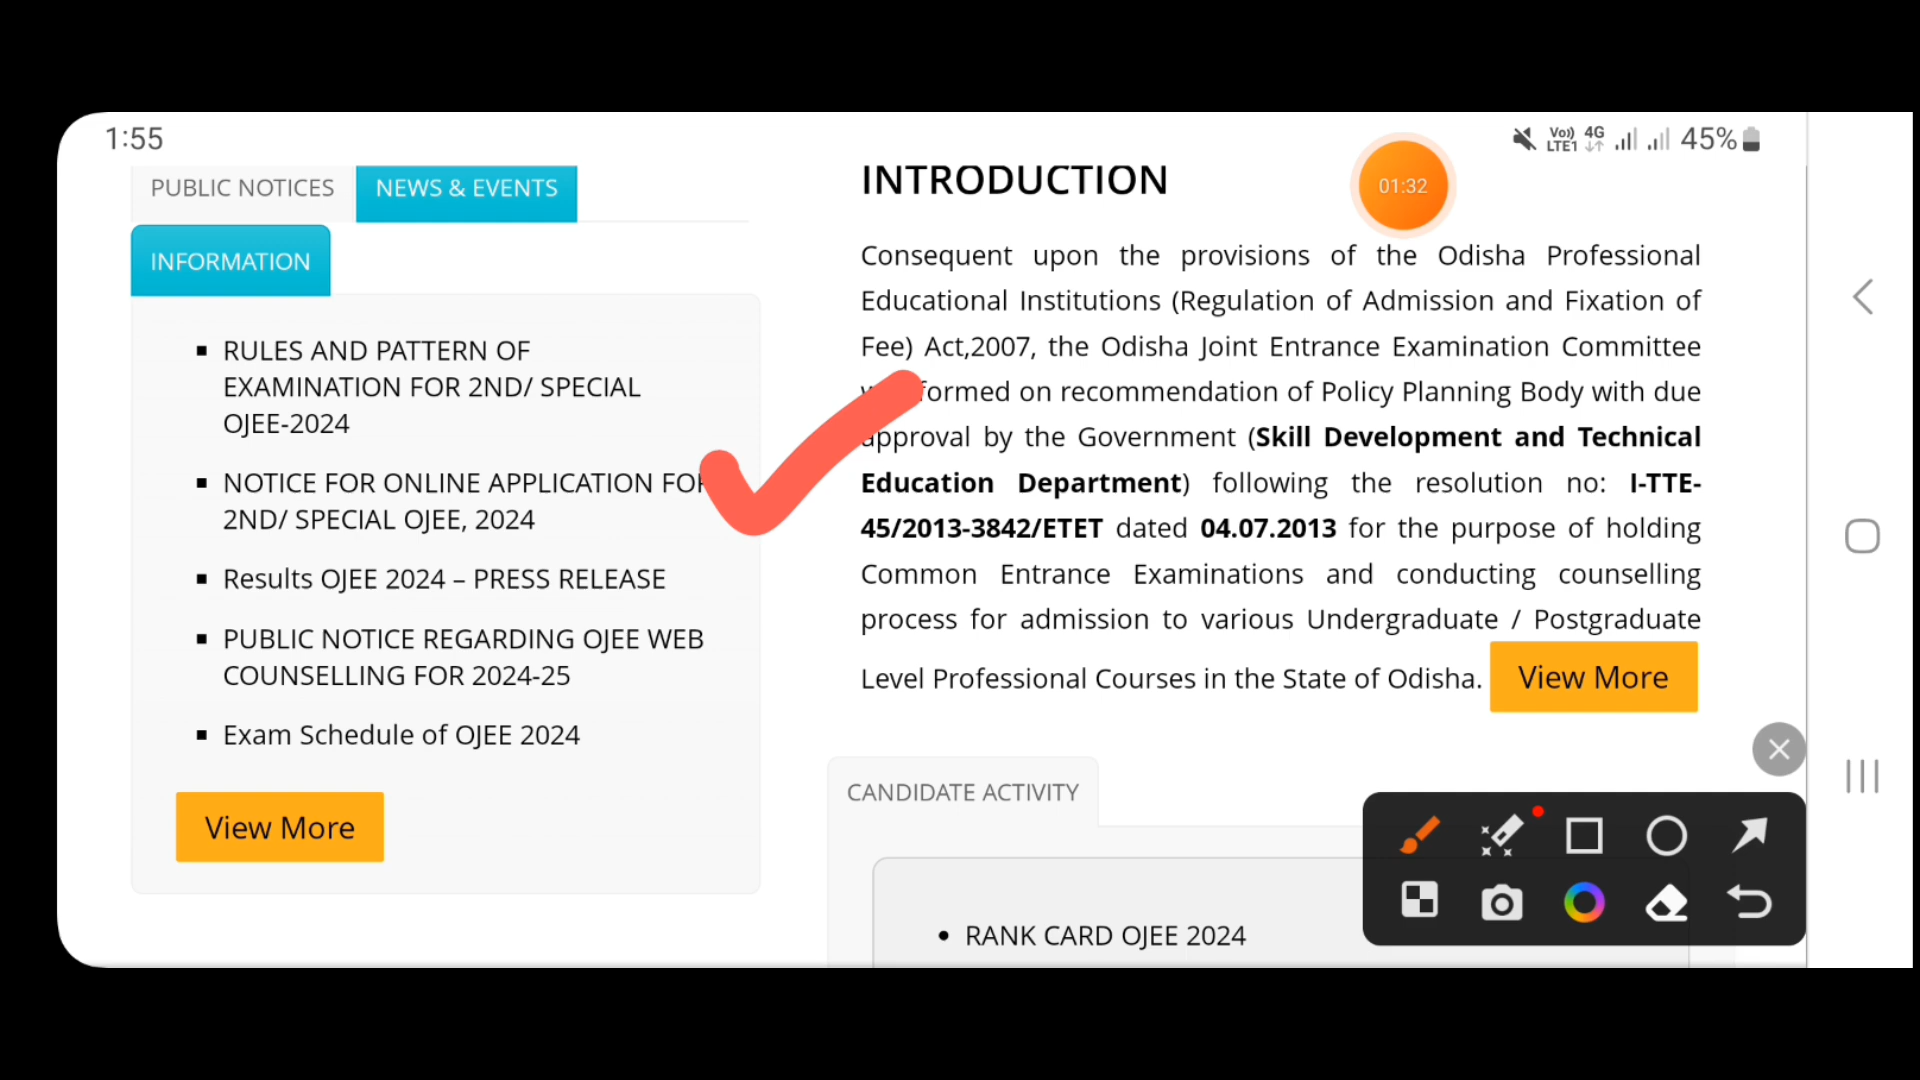 1:55
Vo)) 4G
LTE1
45%
PUBLIC NOTICES
NEWS & EVENTS
INFORMATION
RULES AND PATTERN OF
EXAMINATION FOR 2ND/ SPECIAL
OJEE-2024
NOTICE FOR ONLINE APPLICATION FOR
2ND/ SPECIAL OJEE, 2024
Results OJEE 2024 – PRESS RELEASE
PUBLIC NOTICE REGARDING OJEE WEB
COUNSELLING FOR 2024-25
Exam Schedule of OJEE 2024
View More
INTRODUCTION
01:32
Consequent upon the provisions of the Odisha Professional
Educational Institutions (Regulation of Admission and Fixation of
Fee) Act,2007, the Odisha Joint Entrance Examination Committee
formed on recommendation of Policy Planning Body with due
approval by the Government (Skill Development and Technical
Education Department) following the resolution no: I-TTE-
45/2013-3842/ETET dated 04.07.2013 for the purpose of holding
Common Entrance Examinations and conducting counselling
process for admission to various Undergraduate / Postgraduate
Level Professional Courses in the State of Odisha. View More
CANDIDATE ACTIVITY
RANK CARD OJEE 2024